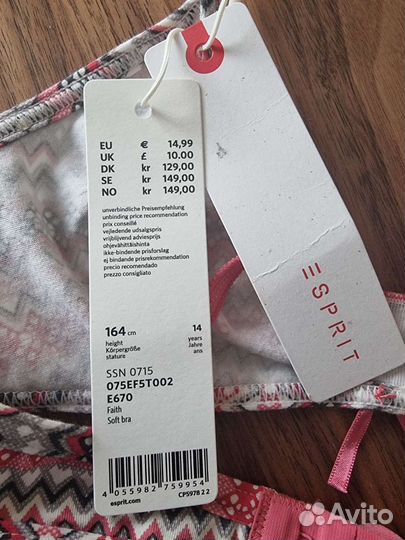 EU € 14,99
UK £ 10.00
DK kr 129,00
SE kr 149,00
NO kr 149,00
unverbindliche Preisempfehlung
unbinding price recommendation
prix conseillé
vejledende udsalgspris
vrijblijvend adviesprijs
ohjevähittäishinta
ikke-bindende prisforslag
ej bindande prisrekommendation
precio recomendado
prezzo consigliato
164 cm 14
height years
Körpergröße Jahre
stature ans
SSN 0715
075EF5T002
E670
Faith
Soft bra
4 055982 759954
esprit.com CP5978 2 2
ESPRIT
Avito